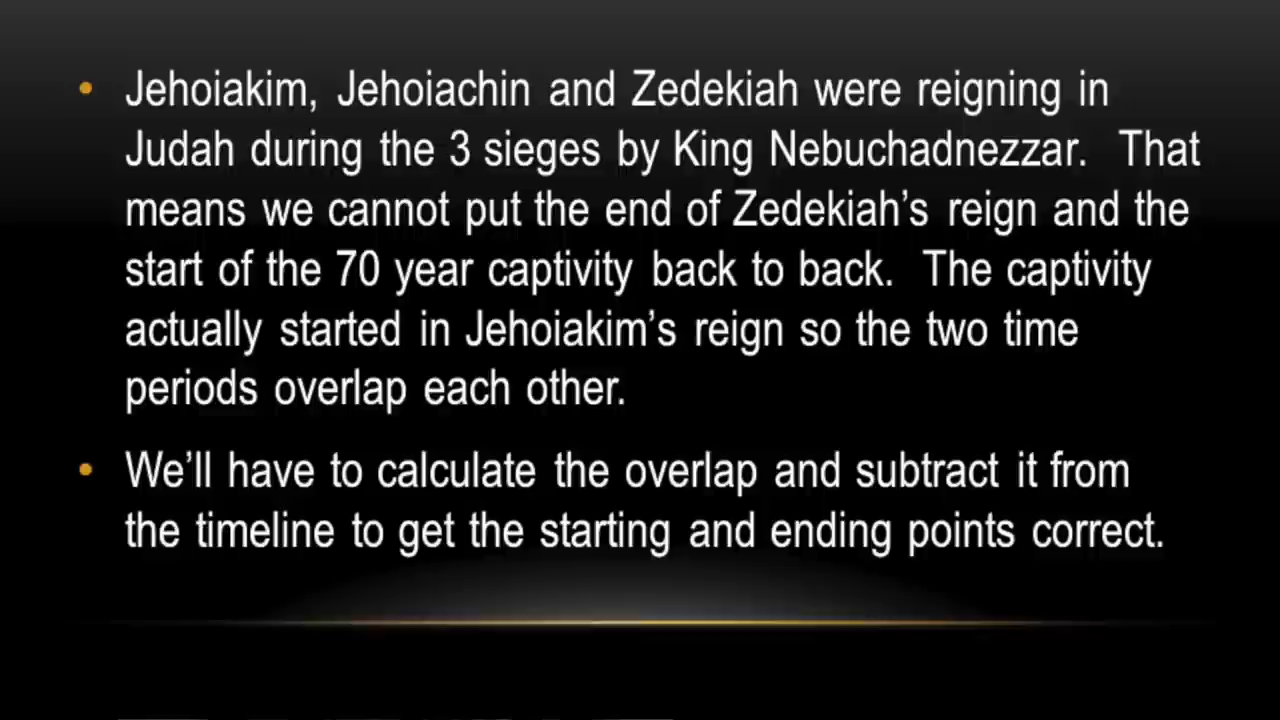 • Jehoiakim, Jehoiachin and Zedekiah were reigning in
Judah during the 3 sieges by King Nebuchadnezzar. That
means we cannot put the end of Zedekiah’s reign and the
start of the 70 year captivity back to back. The captivity
actually started in Jehoiakim’s reign so the two time
periods overlap each other.
• We’ll have to calculate the overlap and subtract it from
the timeline to get the starting and ending points correct.